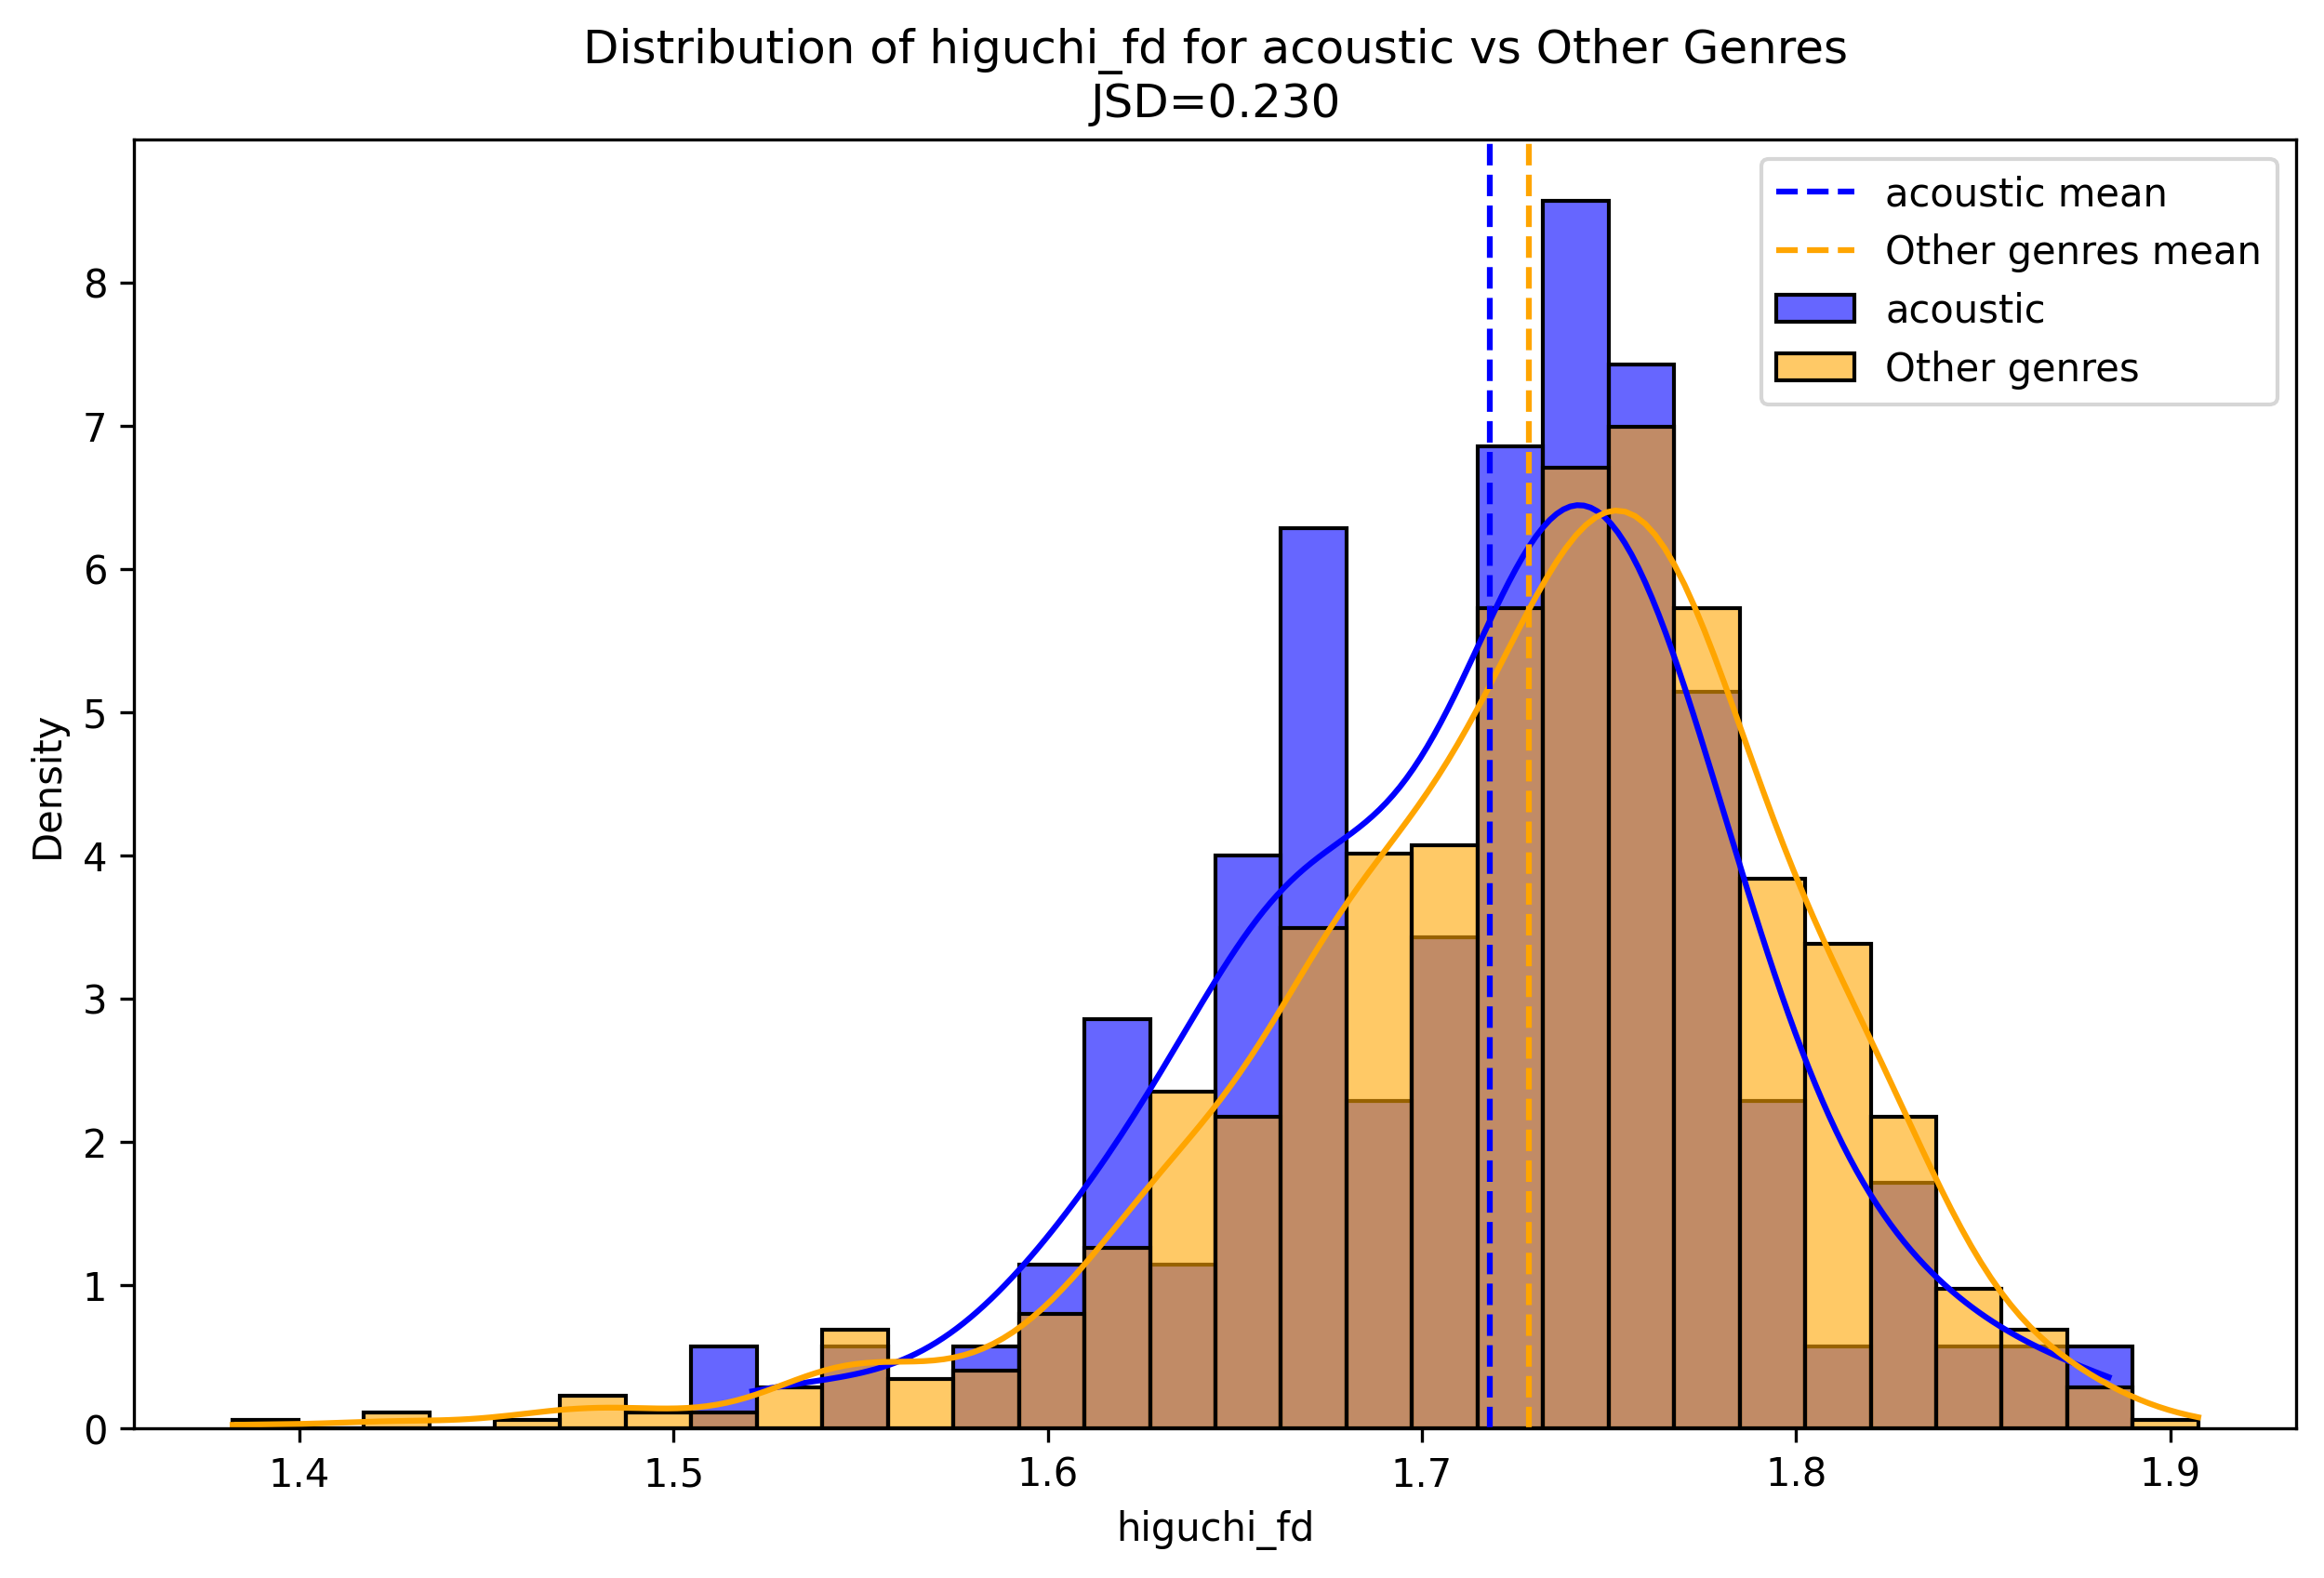 Distribution of higuchi_fd for acoustic vs Other Genres
JSD=0.230
acoustic mean
Other genres mean
acoustic
Other genres
Density
8
7
6
5
4
3
2
1
0
1.4 1.5 1.6 1.7 1.8 1.9
higuchi_fd